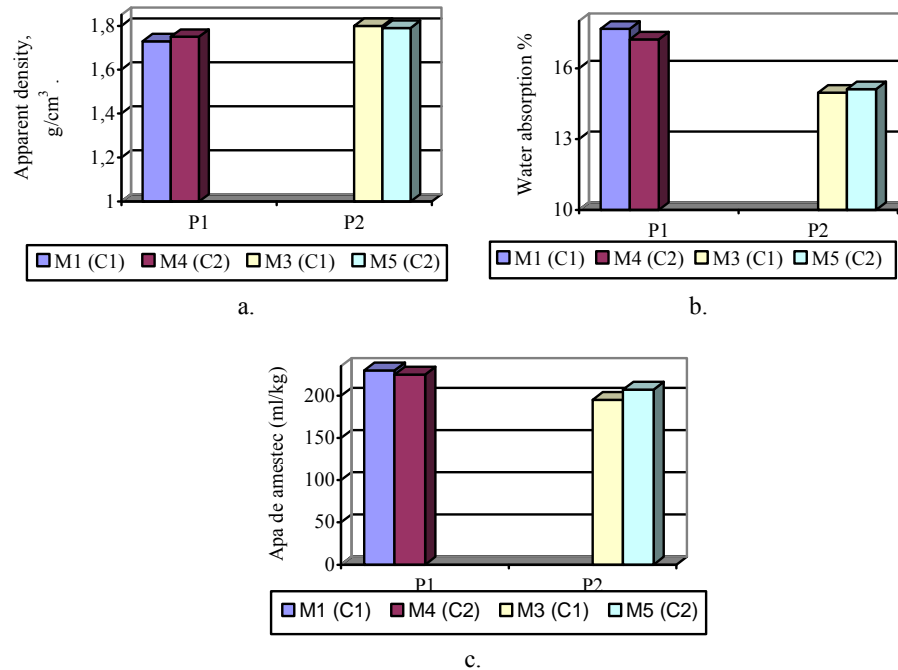 Apparent density,
g/cm³ .
1,8
1,6
1,4
1,2
1
P1 P2
M1 (C1) M4 (C2) M3 (C1) M5 (C2)
a.
Water absorption %
16
13
10
P1 P2
M1 (C1) M4 (C2) M3 (C1) M5 (C2)
b.
Apa de amestec (ml/kg)
200
150
100
50
0
P1 P2
M1 (C1) M4 (C2) M3 (C1) M5 (C2)
c.